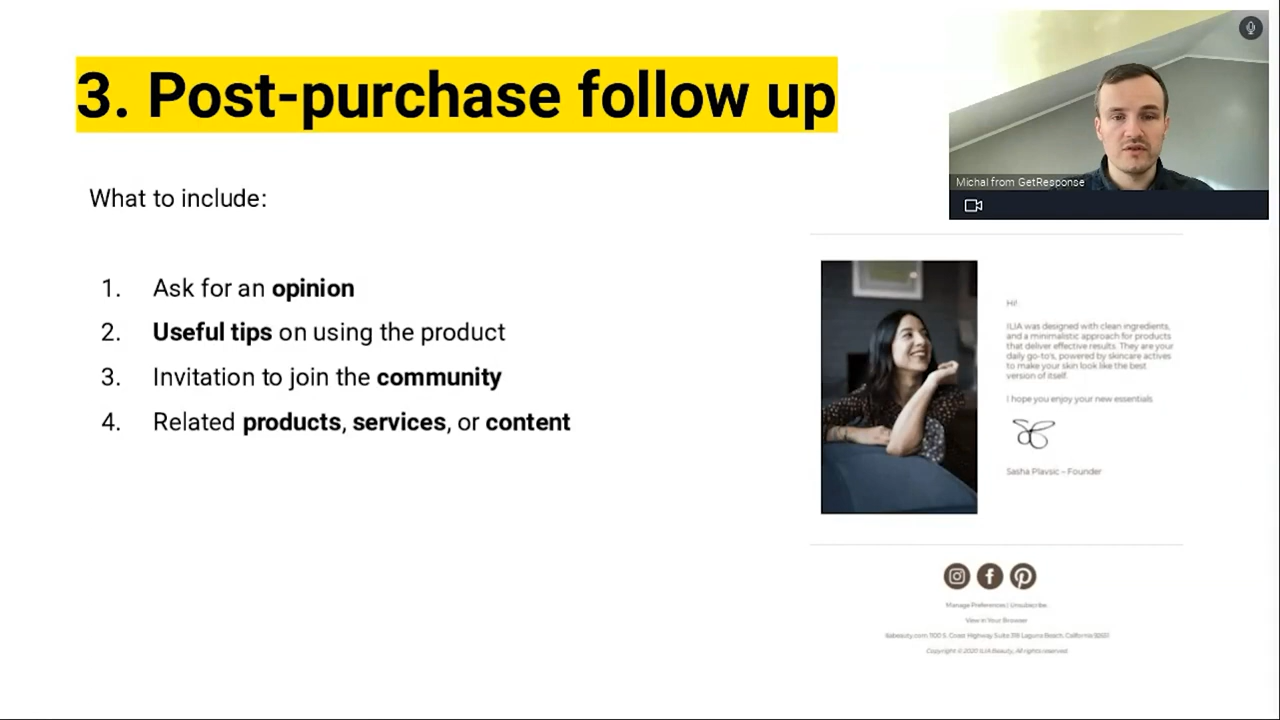 3. Post-purchase follow up
Michal from GetResponse
What to include:
1. Ask for an opinion
2. Useful tips on using the product
3. Invitation to join the community
4. Related products, services, or content
Hi!
ILIA was designed with clean ingredients,
and a minimalistic approach for products
that deliver effective results. They are your
daily go-to's, powered by skincare actives
to make your skin look like the best
version of itself.
I hope you enjoy your new essentials
Sasha Plavsic – Founder
Manage Preferences | Unsubscribe
View in Your Browser
Iliabeauty.com, 1100 S. Coast Highway Suite 319 Laguna Beach, California
Copyright © 2020 ILIA Beauty, All rights reserved.